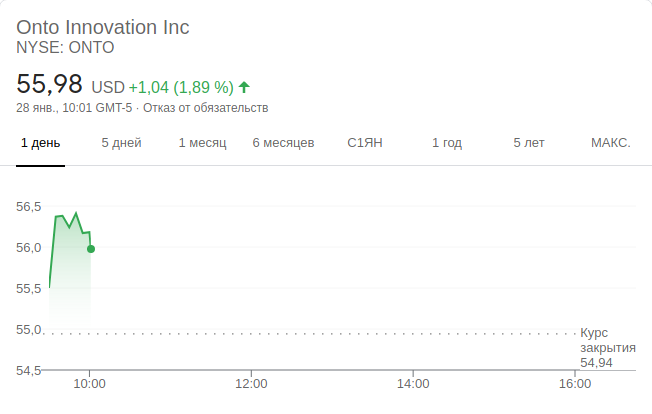 Onto Innovation Inc
NYSE: ONTO
55,98 USD +1,04 (1,89 %)
28 янв., 10:01 GMT-5 · Отказ от обязательств
1 день 5 дней 1 месяц 6 месяцев С1ЯН 1 год 5 лет МАКС.
56,5
56,0
55,5
55,0
Курс
закрытия
54,94
54,5
10:00 12:00 14:00 16:00